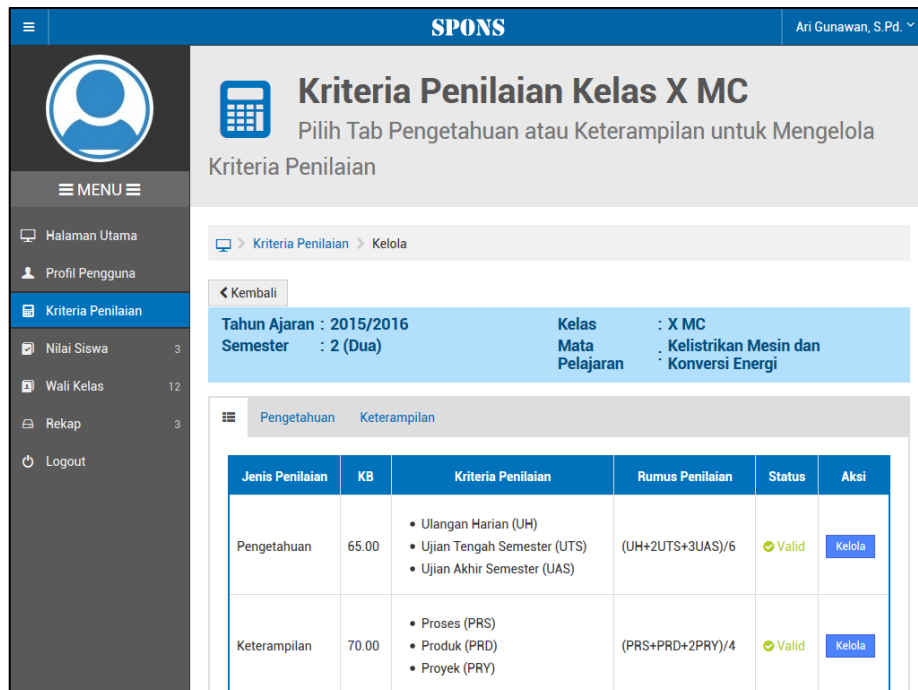 SPONS
Ari Gunawan, S.Pd.
MENU
Halaman Utama
Profil Pengguna
Kriteria Penilaian
Nilai Siswa 3
Wali Kelas 12
Rekap 3
Logout
Kriteria Penilaian Kelas X MC
Pilih Tab Pengetahuan atau Keterampilan untuk Mengelola
Kriteria Penilaian
> Kriteria Penilaian > Kelola
Kembali
Tahun Ajaran : 2015/2016
Semester : 2 (Dua)
Kelas : X MC
Mata Pelajaran : Kelistrikan Mesin dan
Konversi Energi
Pengetahuan Keterampilan
Jenis Penilaian KB Kriteria Penilaian Rumus Penilaian Status Aksi
Pengetahuan 65.00
• Ulangan Harian (UH)
• Ujian Tengah Semester (UTS)
• Ujian Akhir Semester (UAS)
(UH+2UTS+3UAS)/6 Valid Kelola
Keterampilan 70.00
• Proses (PRS)
• Produk (PRD)
• Proyek (PRY)
(PRS+PRD+2PRY)/4 Valid Kelola